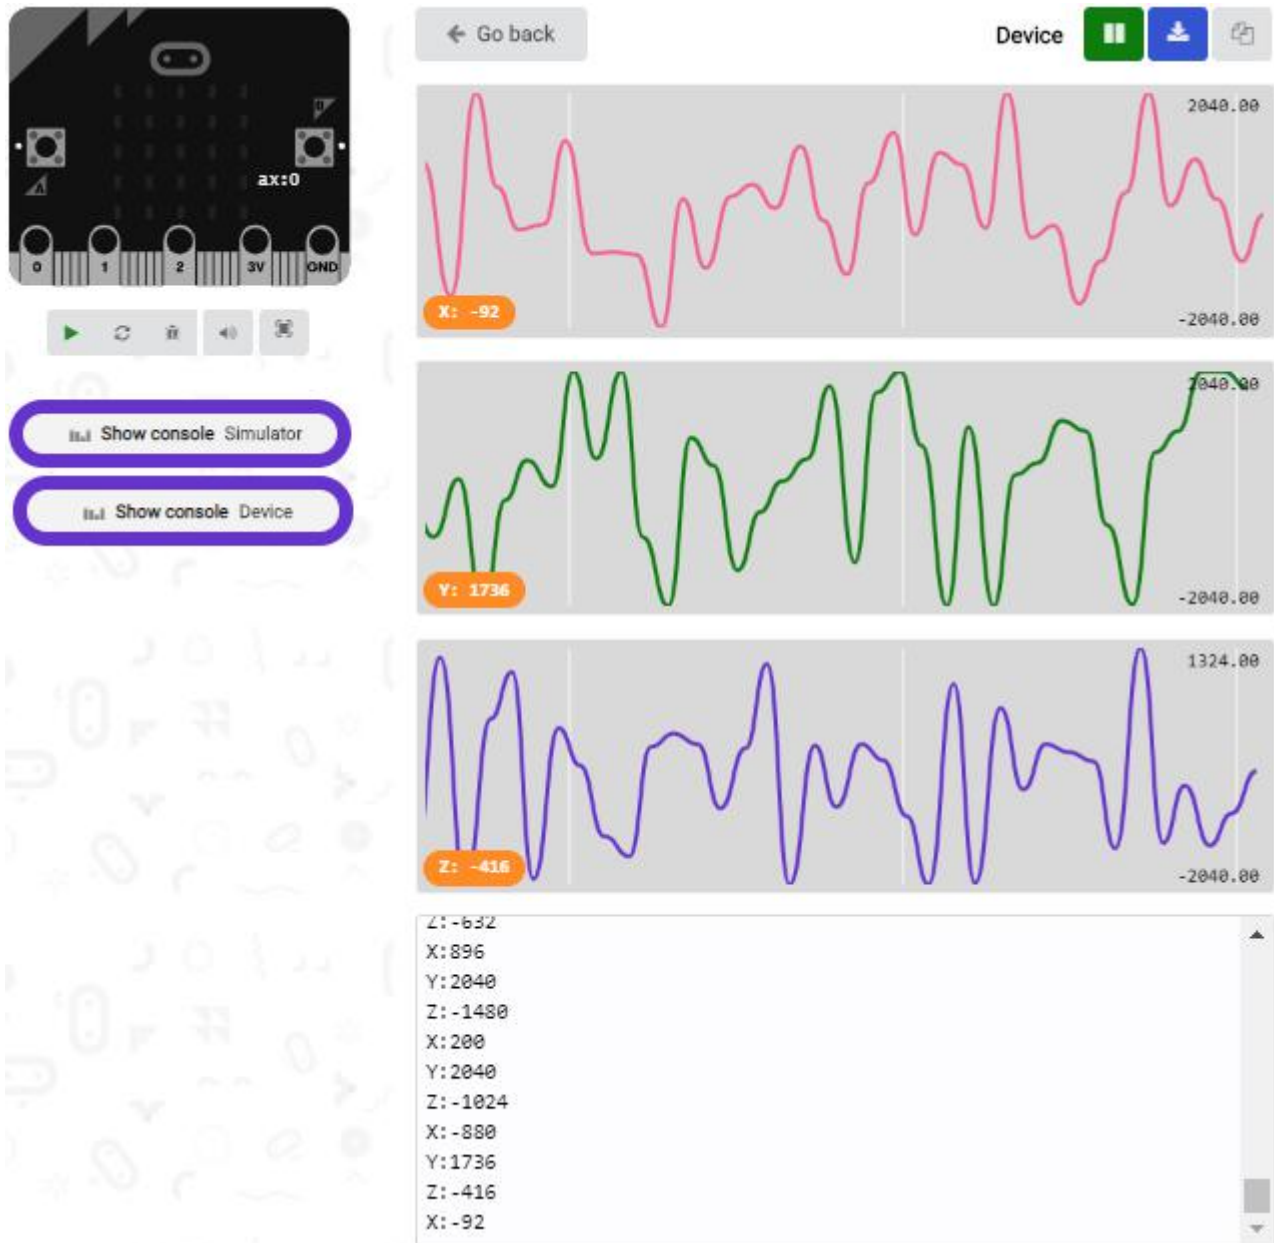 B
A
ax:0
0 1 2 3V GND
Show console Simulator
Show console Device
Go back
Device
2040.00
X: -92
-2040.00
2040.00
Y: 1736
-2040.00
1324.00
Z: -416
-2040.00
Z:-632
X:896
Y:2040
Z:-1480
X:200
Y:2040
Z:-1024
X:-880
Y:1736
Z:-416
X:-92